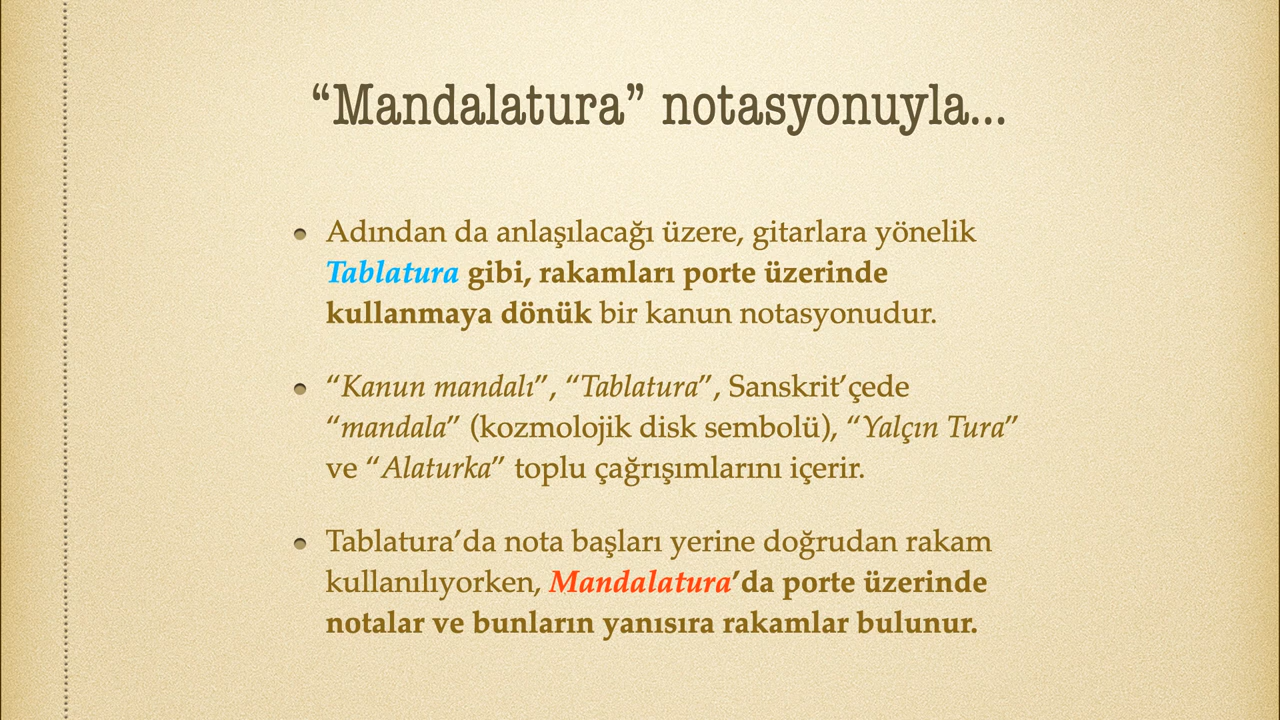 “Mandalatura” notasyonuyla...
• Adından da anlaşılacağı üzere, gitarlara yönelik
Tablatura gibi, rakamları porte üzerinde
kullanmaya dönük bir kanun notasyonudur.
• “Kanun mandalı”, “Tablatura”, Sanskrit’çede
“mandala” (kozmolojik disk sembolü), “Yalçın Tura”
ve “Alaturka” toplu çağrışımlarını içerir.
• Tablatura’da nota başları yerine doğrudan rakam
kullanılıyorken, Mandalatura’da porte üzerinde
notalar ve bunların yanısıra rakamlar bulunur.